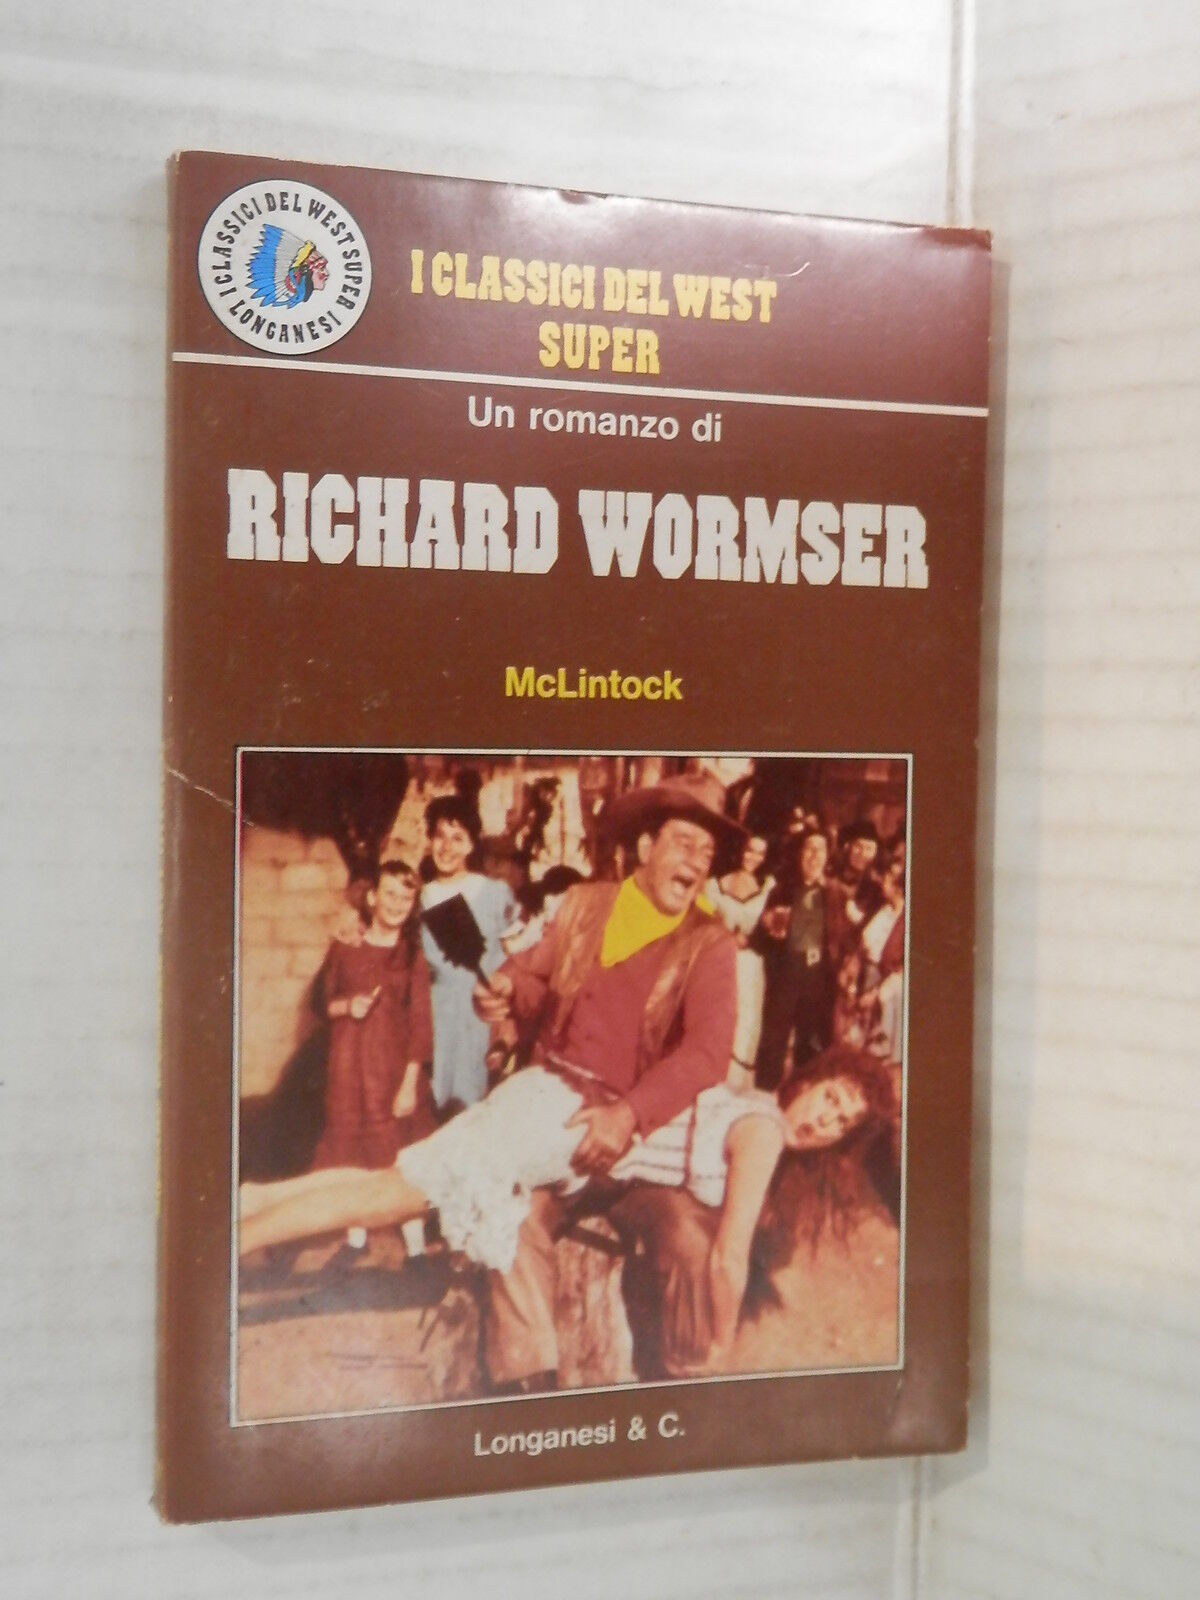 I CLASSICI DEL WEST SUPER
LONGANESI
I CLASSICI DEL WEST
SUPER
Un romanzo di
RICHARD WORMSER
McLintock
Longanesi & C.